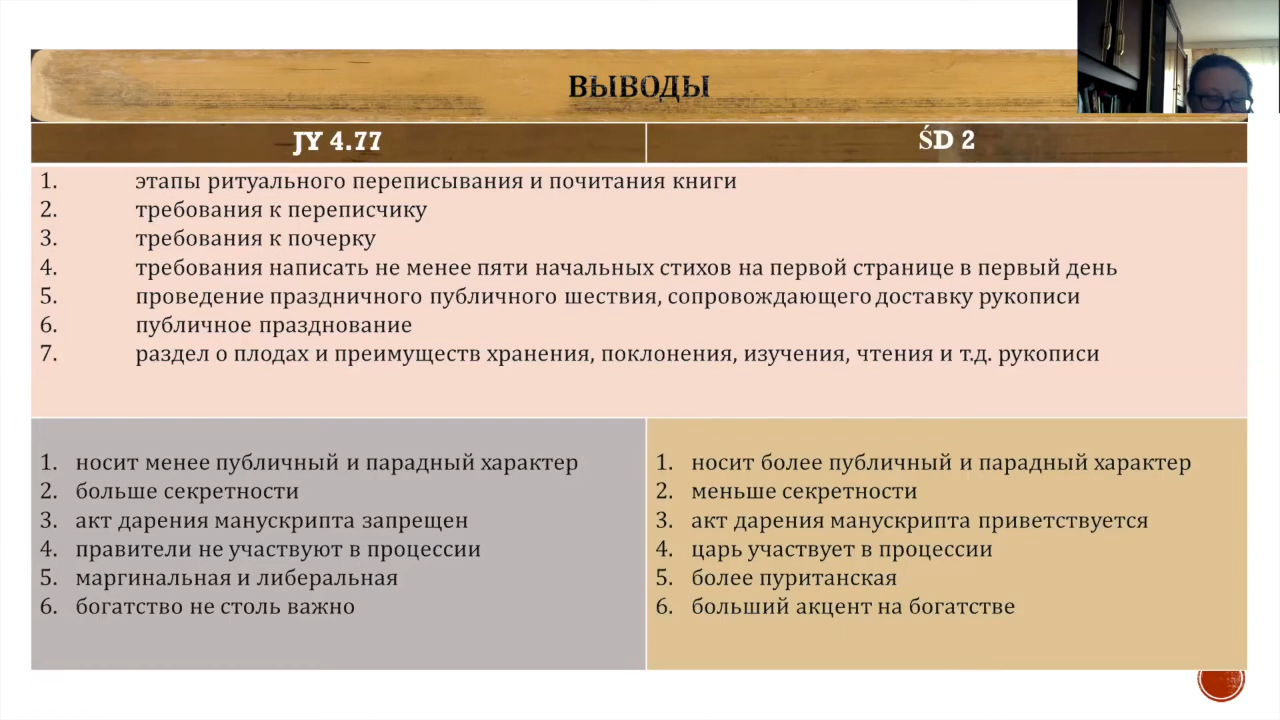 ВЫВОДЫ
JY 4.77
ŚD 2
1. этапы ритуального переписывания и почитания книги
2. требования к переписчику
3. требования к почерку
4. требования написать не менее пяти начальных стихов на первой странице в первый день
5. проведение праздничного публичного шествия, сопровождающего доставку рукописи
6. публичное празднование
7. раздел о плодах и преимуществ хранения, поклонения, изучения, чтения и т.д. рукописи
1. носит менее публичный и парадный характер
2. больше секретности
3. акт дарения манускрипта запрещен
4. правители не участвуют в процессии
5. маргинальная и либеральная
6. богатство не столь важно
1. носит более публичный и парадный характер
2. меньше секретности
3. акт дарения манускрипта приветствуется
4. царь участвует в процессии
5. более пуританская
6. больший акцент на богатстве